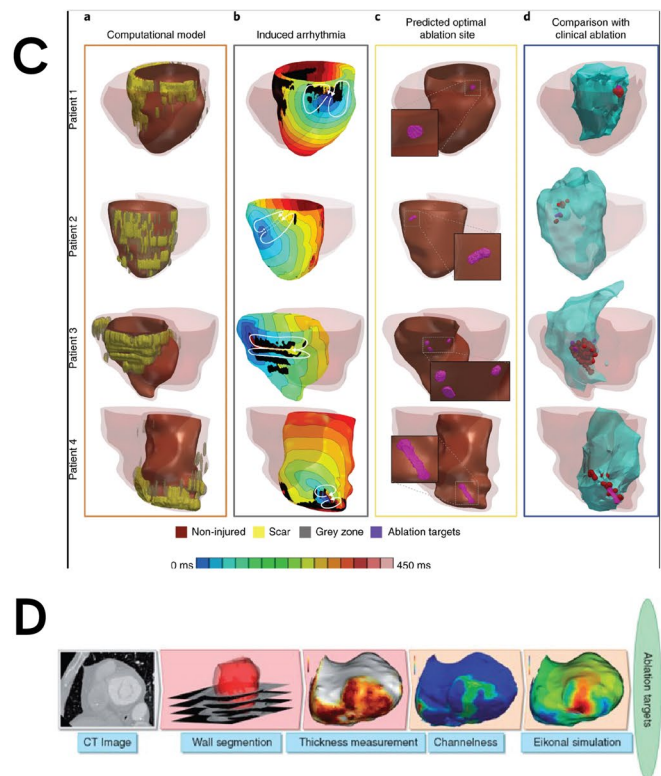 C
a
b
c
d
Computational model
Induced arrhythmia
Predicted optimal
ablation site
Comparison with
clinical ablation
Patient 1
Patient 2
Patient 3
Patient 4
Non-injured
Scar
Grey zone
Ablation targets
0 ms
450 ms
D
CT Image
Wall segmention
Thickness measurement
Channelness
Eikonal simulation
Ablation targets